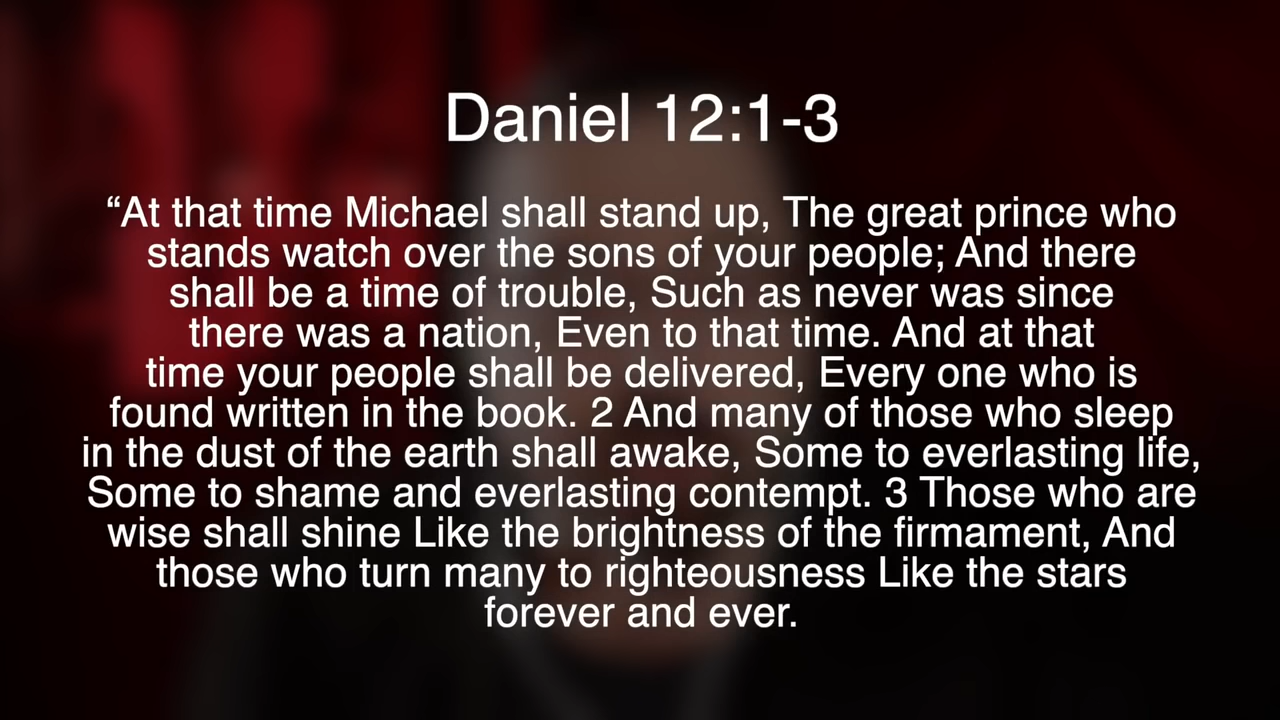 Daniel 12:1-3
“At that time Michael shall stand up, The great prince who
stands watch over the sons of your people; And there
shall be a time of trouble, Such as never was since
there was a nation, Even to that time. And at that
time your people shall be delivered, Every one who is
found written in the book. 2 And many of those who sleep
in the dust of the earth shall awake, Some to everlasting life,
Some to shame and everlasting contempt. 3 Those who are
wise shall shine Like the brightness of the firmament, And
those who turn many to righteousness Like the stars
forever and ever.